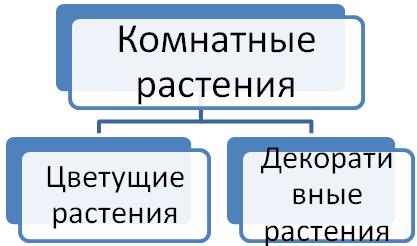 Комнатные
растения
Цветущие
растения
Декорати
вные
растения